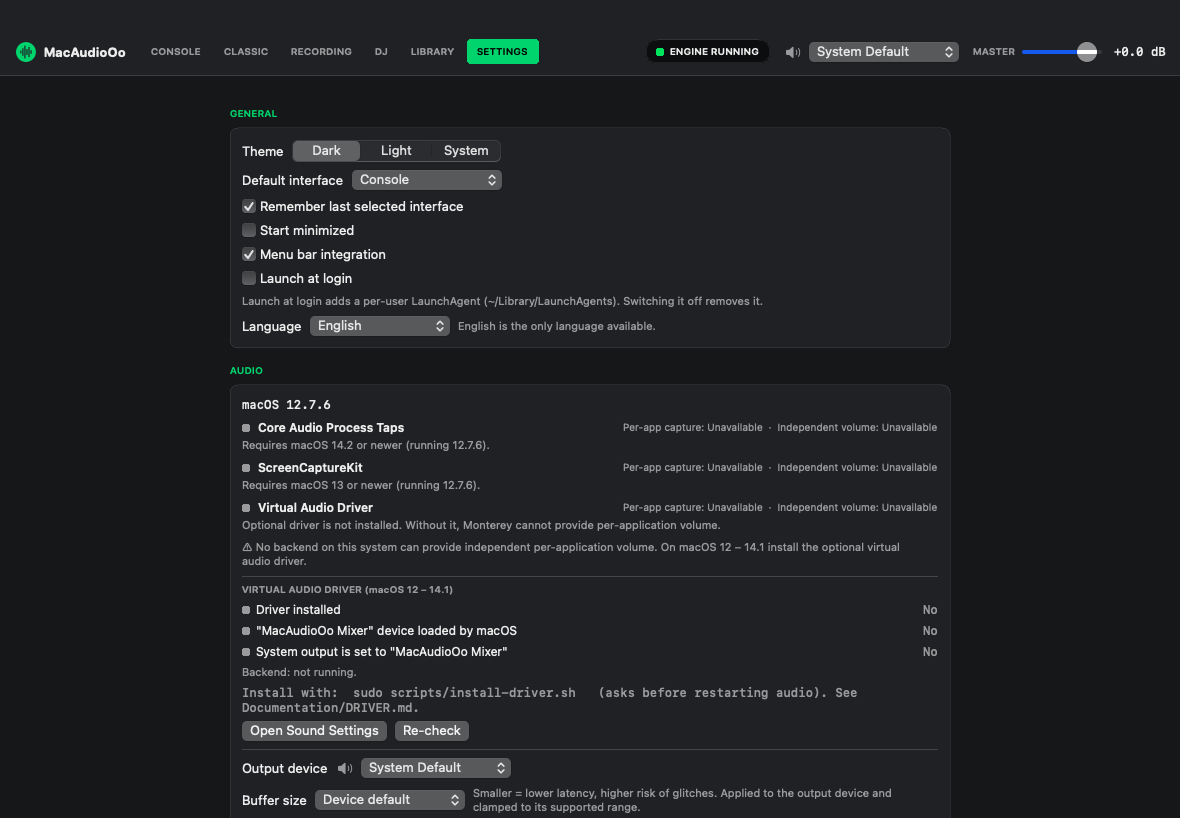 MacAudioOo CONSOLE CLASSIC RECORDING DJ LIBRARY SETTINGS ENGINE RUNNING System Default MASTER +0.0 dB
GENERAL
Theme Dark Light System
Default interface Console
Remember last selected interface
Start minimized
Menu bar integration
Launch at login
Launch at login adds a per-user LaunchAgent (~/Library/LaunchAgents). Switching it off removes it.
Language English English is the only language available.
AUDIO
macOS 12.7.6
Core Audio Process Taps Per-app capture: Unavailable · Independent volume: Unavailable
Requires macOS 14.2 or newer (running 12.7.6).
ScreenCaptureKit Per-app capture: Unavailable · Independent volume: Unavailable
Requires macOS 13 or newer (running 12.7.6).
Virtual Audio Driver Per-app capture: Unavailable · Independent volume: Unavailable
Optional driver is not installed. Without it, Monterey cannot provide per-application volume.
⚠ No backend on this system can provide independent per-application volume. On macOS 12 – 14.1 install the optional virtual
audio driver.
VIRTUAL AUDIO DRIVER (macOS 12 – 14.1)
Driver installed No
"MacAudioOo Mixer" device loaded by macOS No
System output is set to "MacAudioOo Mixer" No
Backend: not running.
Install with: sudo scripts/install-driver.sh (asks before restarting audio). See
Documentation/DRIVER.md.
Open Sound Settings Re-check
Output device System Default
Buffer size Device default Smaller = lower latency, higher risk of glitches. Applied to the output device and
clamped to its supported range.